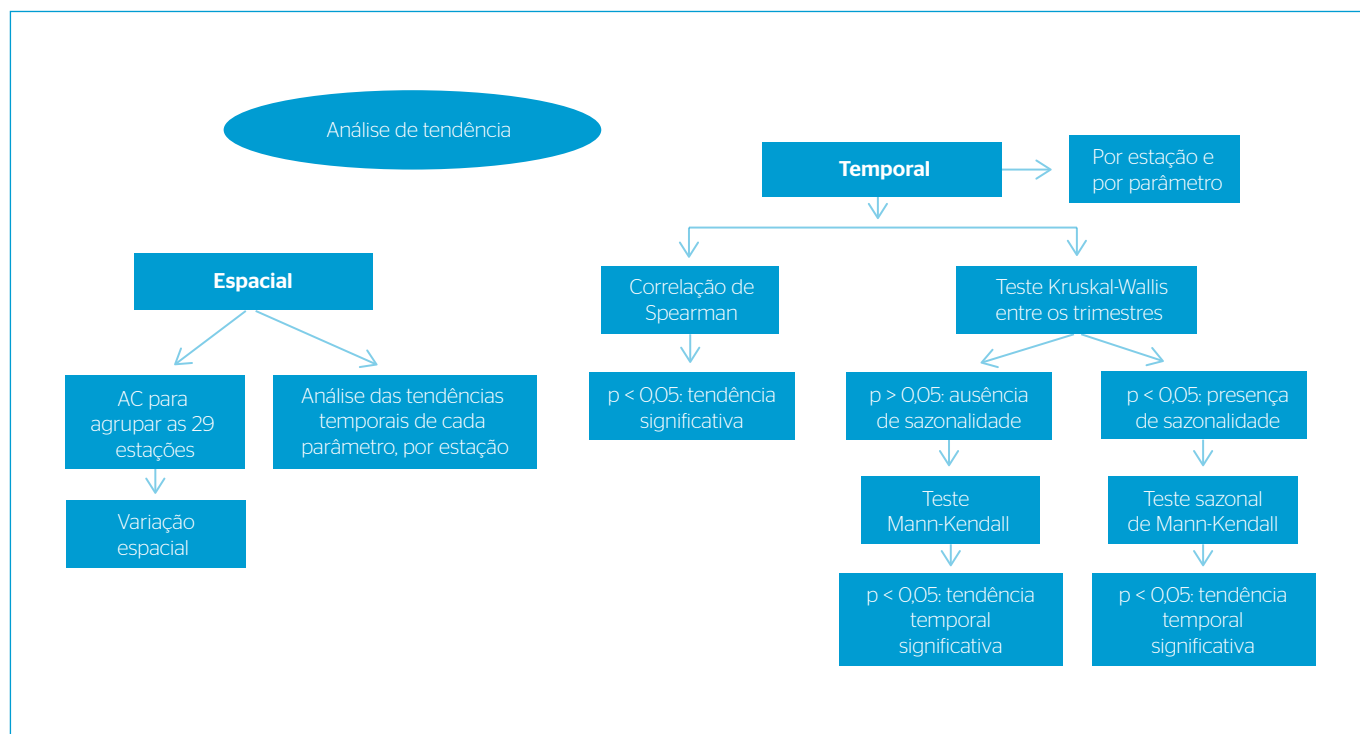 Análise de tendência
Temporal
Por estação e
por parâmetro
Espacial
AC para
agrupar as 29
estações
Variação
espacial
Análise das tendências
temporais de cada
parâmetro, por estação
Correlação de
Spearman
p < 0,05: tendência
significativa
Teste Kruskal-Wallis
entre os trimestres
p > 0,05: ausência
de sazonalidade
Teste
Mann-Kendall
p < 0,05: tendência
temporal
significativa
p < 0,05: presença
de sazonalidade
Teste sazonal
de Mann-Kendall
p < 0,05: tendência
temporal
significativa